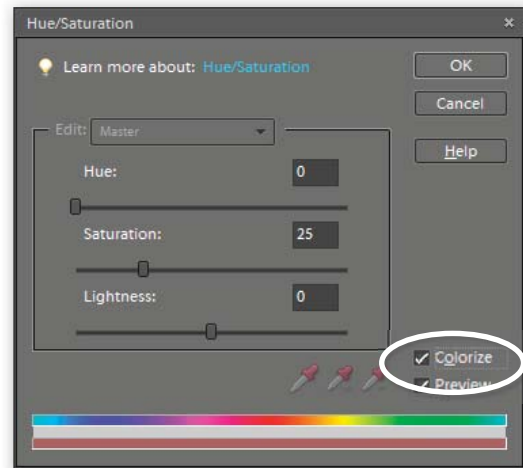 Hue/Saturation
Learn more about: Hue/Saturation
OK
Cancel
Help
Edit: Master
Hue: 0
Saturation: 25
Lightness: 0
Colorize
Preview